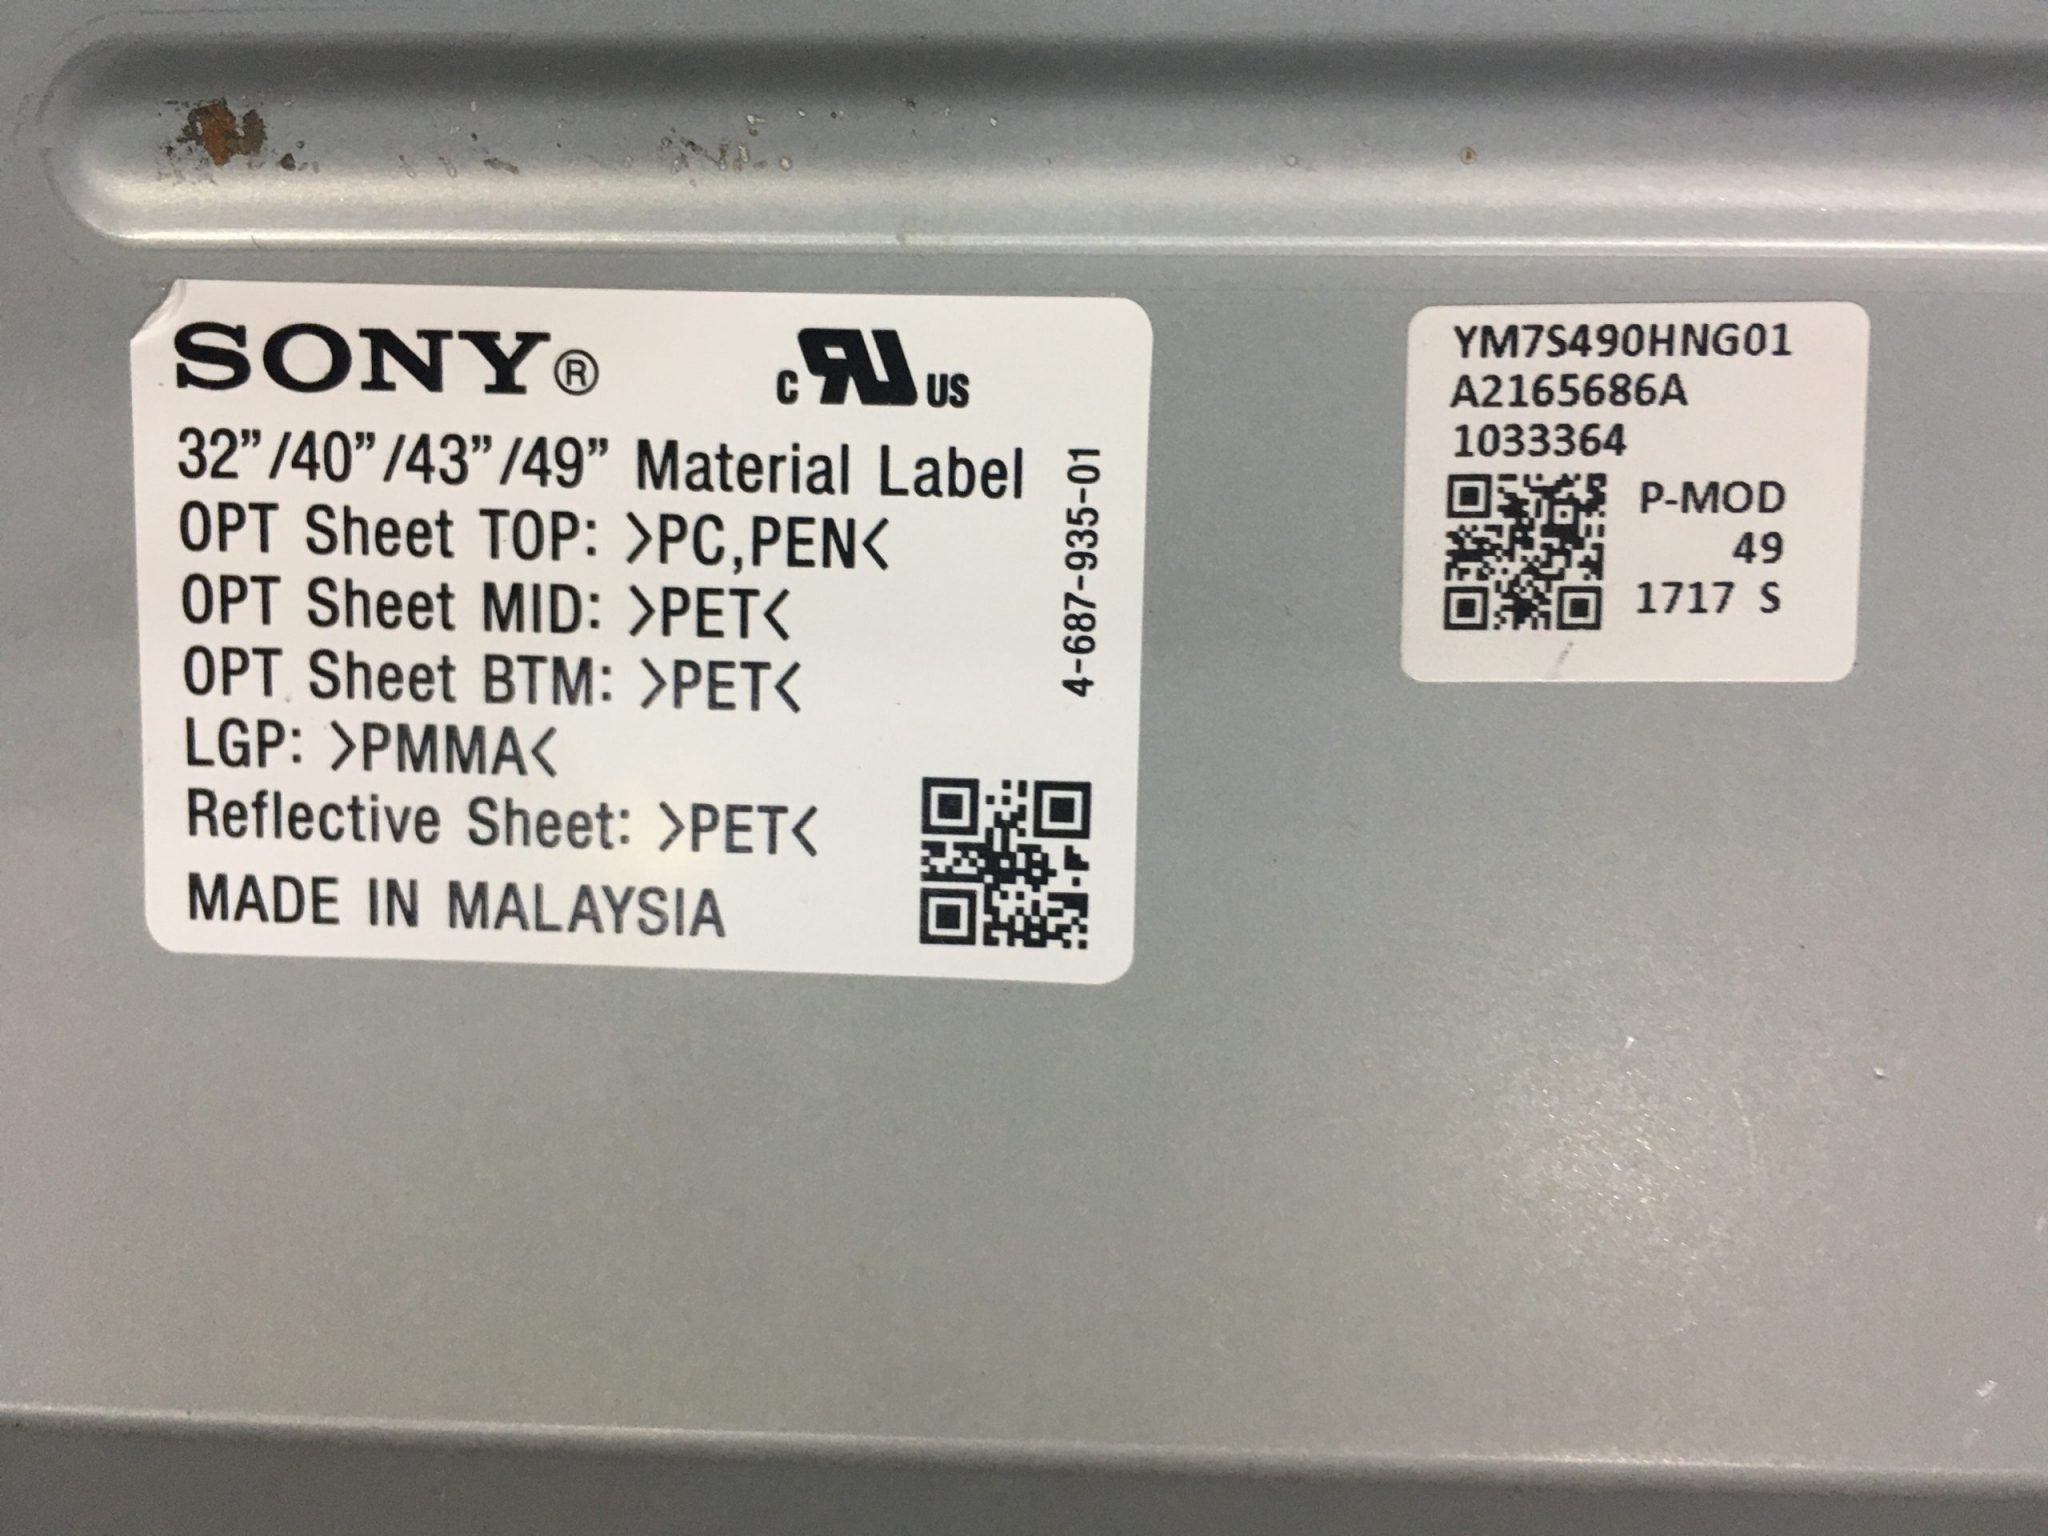 SONY®
c RU US
32”/40”/43”/49” Material Label
OPT Sheet TOP: >PC,PEN<
OPT Sheet MID: >PET<
OPT Sheet BTM: >PET<
LGP: >PMMA<
Reflective Sheet: >PET<
MADE IN MALAYSIA
4-687-935-01
YM7S490HNG01
A2165686A
1033364
P-MOD
49
1717 S